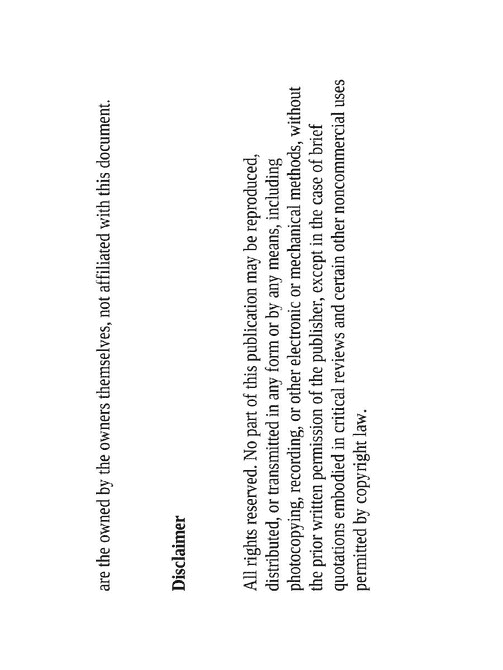 are the owned by the owners themselves, not affiliated with this document.
Disclaimer
All rights reserved. No part of this publication may be reproduced,
distributed, or transmitted in any form or by any means, including
photocopying, recording, or other electronic or mechanical methods, without
the prior written permission of the publisher, except in the case of brief
quotations embodied in critical reviews and certain other noncommercial uses
permitted by copyright law.